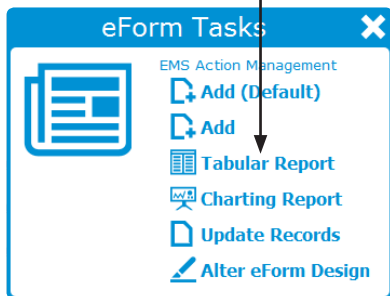 eForm Tasks
EMS Action Management
Add (Default)
Add
Tabular Report
Charting Report
Update Records
Alter eForm Design